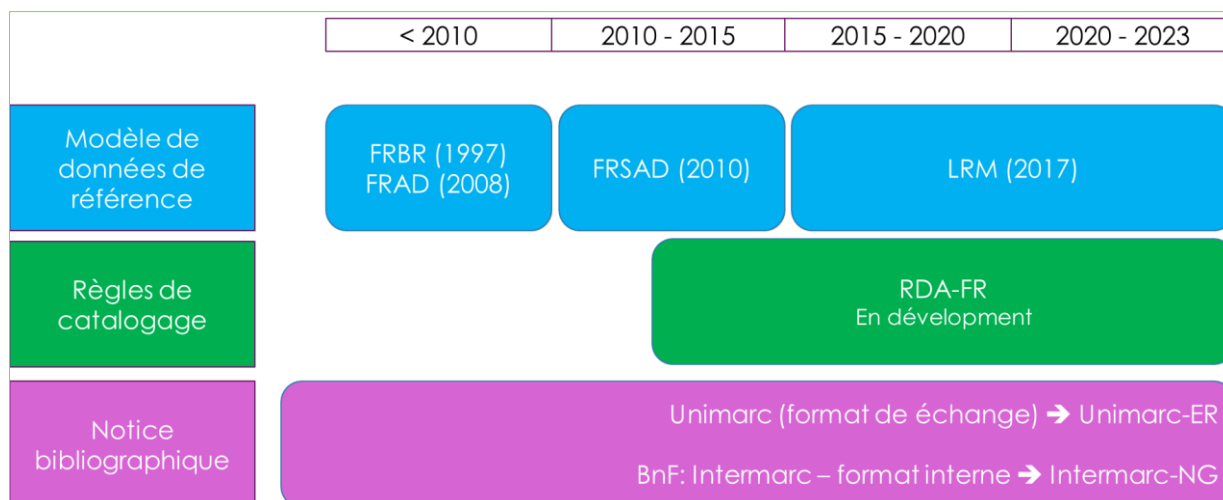 < 2010
2010 - 2015
2015 - 2020
2020 - 2023
Modèle de
données de
référence
FRBR (1997)
FRAD (2008)
FRSAD (2010)
LRM (2017)
Règles de
catalogage
RDA-FR
En dévelopment
Notice
bibliographique
Unimarc (format de échange) ➔ Unimarc-ER
BnF: Intermarc – format interne ➔ Intermarc-NG